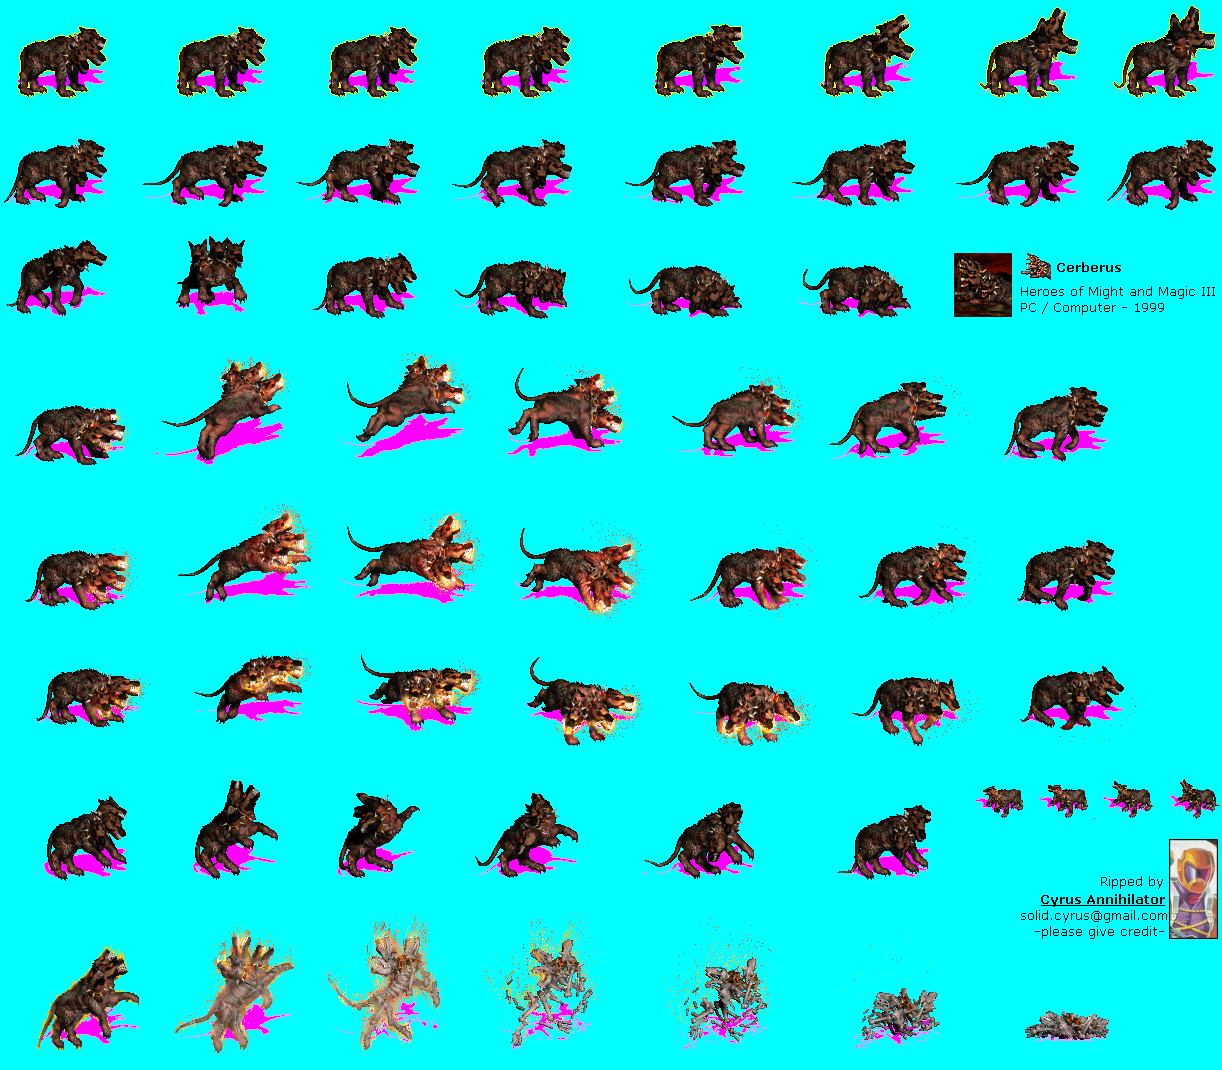 Cerberus
Heroes of Might and Magic III
PC / Computer - 1999
Ripped by
Cyrus Annihilator
solid.cyrus@gmail.com
-please give credit-